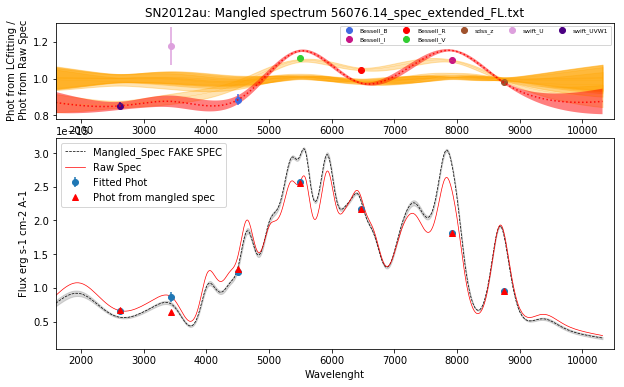 SN2012au: Mangled spectrum 56076.14_spec_extended_FL.txt
Phot from LCfitting /
Phot from Raw Spec
1.2
1.0
0.8
Bessell_B
Bessell_R
sdss_z
swift_U
swift_UVW1
Bessell_I
Bessell_V
2000 3000 4000 5000 6000 7000 8000 9000 10000
Flux erg s-1 cm-2 A-1
3.0
2.5
2.0
1.5
1.0
0.5
Mangled_Spec FAKE SPEC
Raw Spec
Fitted Phot
Phot from mangled spec
2000 3000 4000 5000 6000 7000 8000 9000 10000
Wavelenght